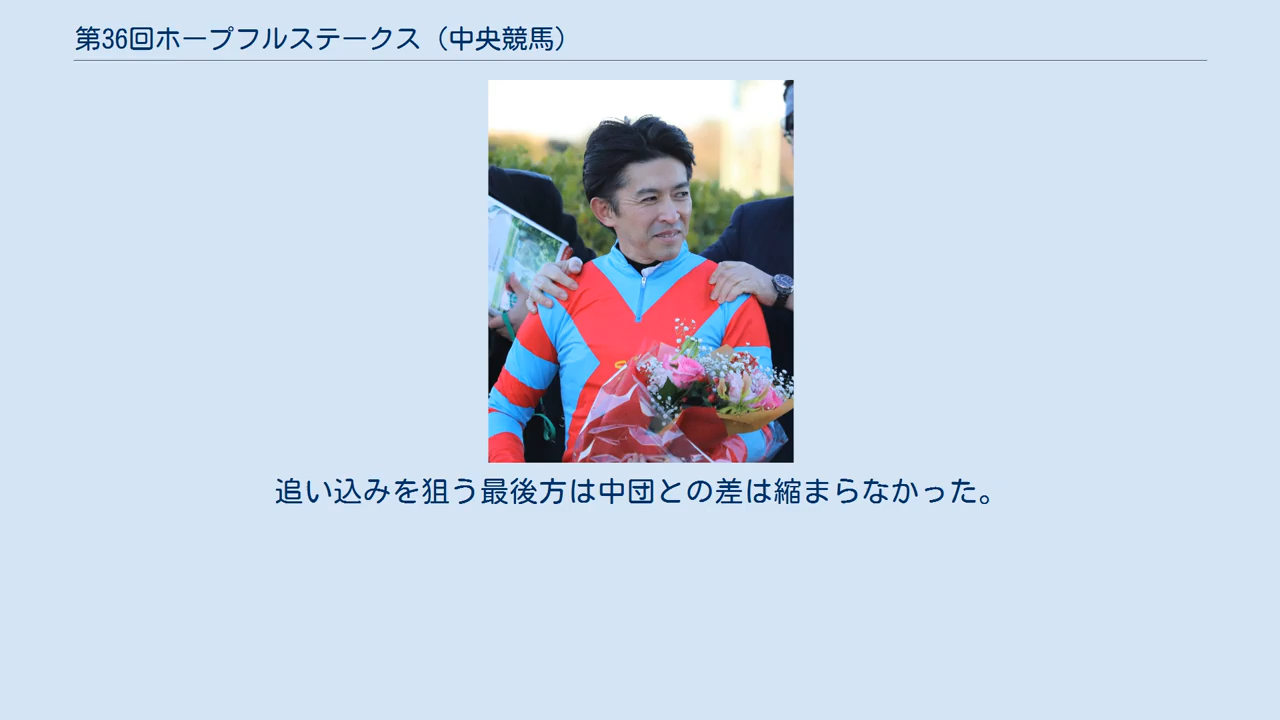 第36回ホープフルステークス（中央競馬）
追い込みを狙う最後方は中団との差は縮まらなかった。